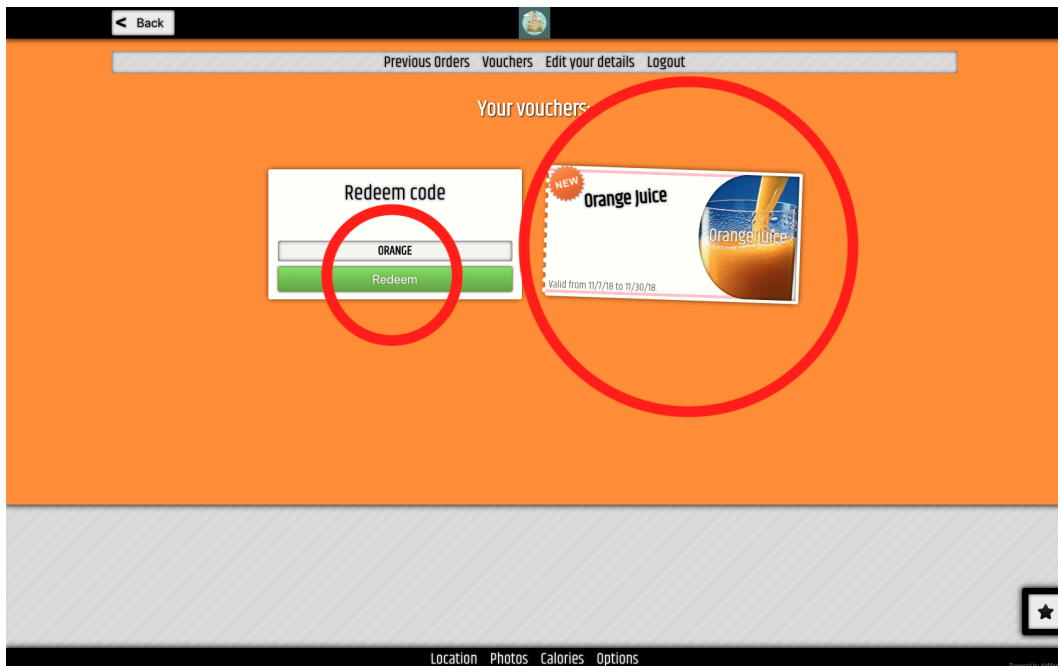 < Back
Previous Orders Vouchers Edit your details Logout
Your vouchers:
Redeem code
ORANGE
Redeem
NEW
Orange Juice
Orange juice
Valid from 11/7/18 to 11/30/18.
Location Photos Calories Options